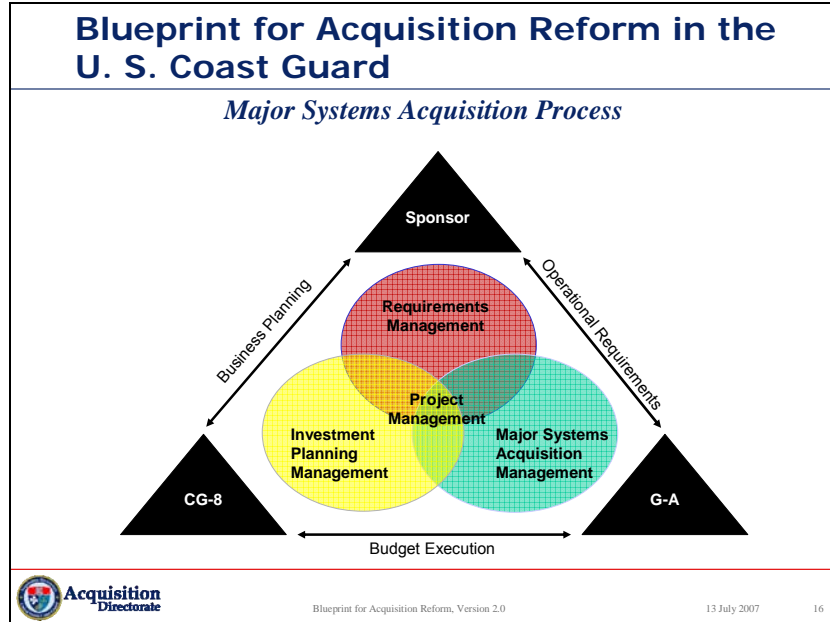 Blueprint for Acquisition Reform in the
U. S. Coast Guard
Major Systems Acquisition Process
Sponsor
Business Planning
Operational Requirements
Requirements
Management
Project
Management
Investment
Planning
Management
Major Systems
Acquisition
Management
CG-8
G-A
Budget Execution
Acquisition
Directorate
Blueprint for Acquisition Reform, Version 2.0
13 July 2007
16